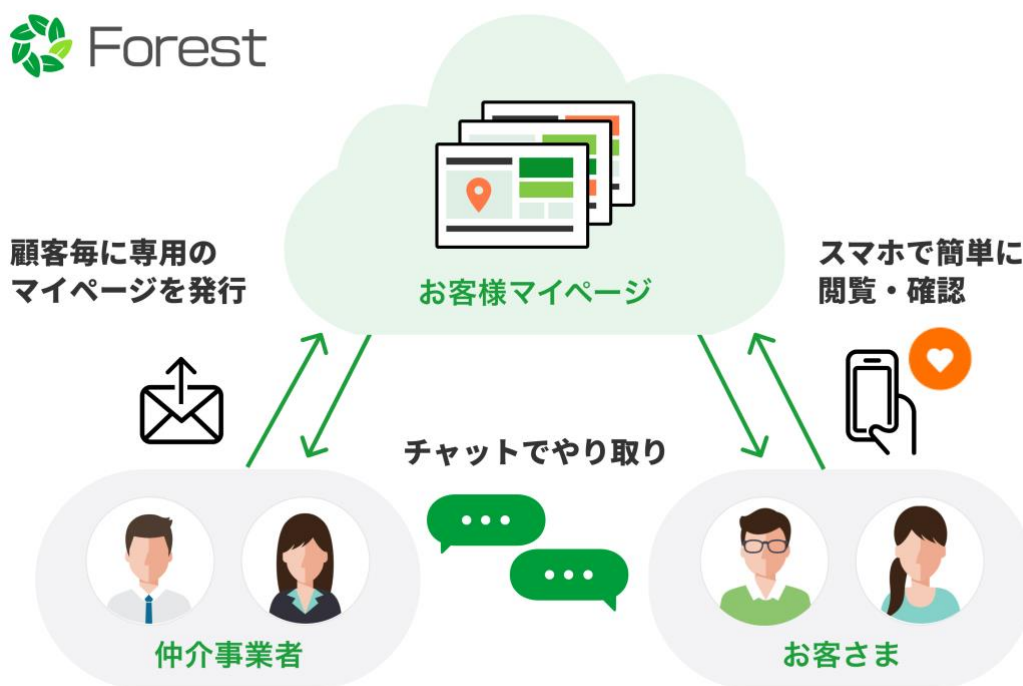 Forest
顧客毎に専用の
マイページを発行
お客様マイページ
スマホで簡単に
閲覧・確認
チャットでやり取り
仲介事業者
お客さま